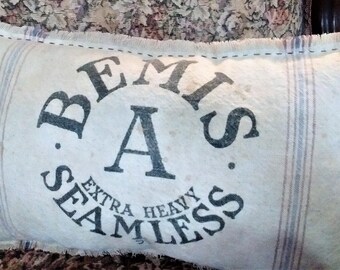 · BEMIS ·
A
EXTRA HEAVY
SEAMLESS